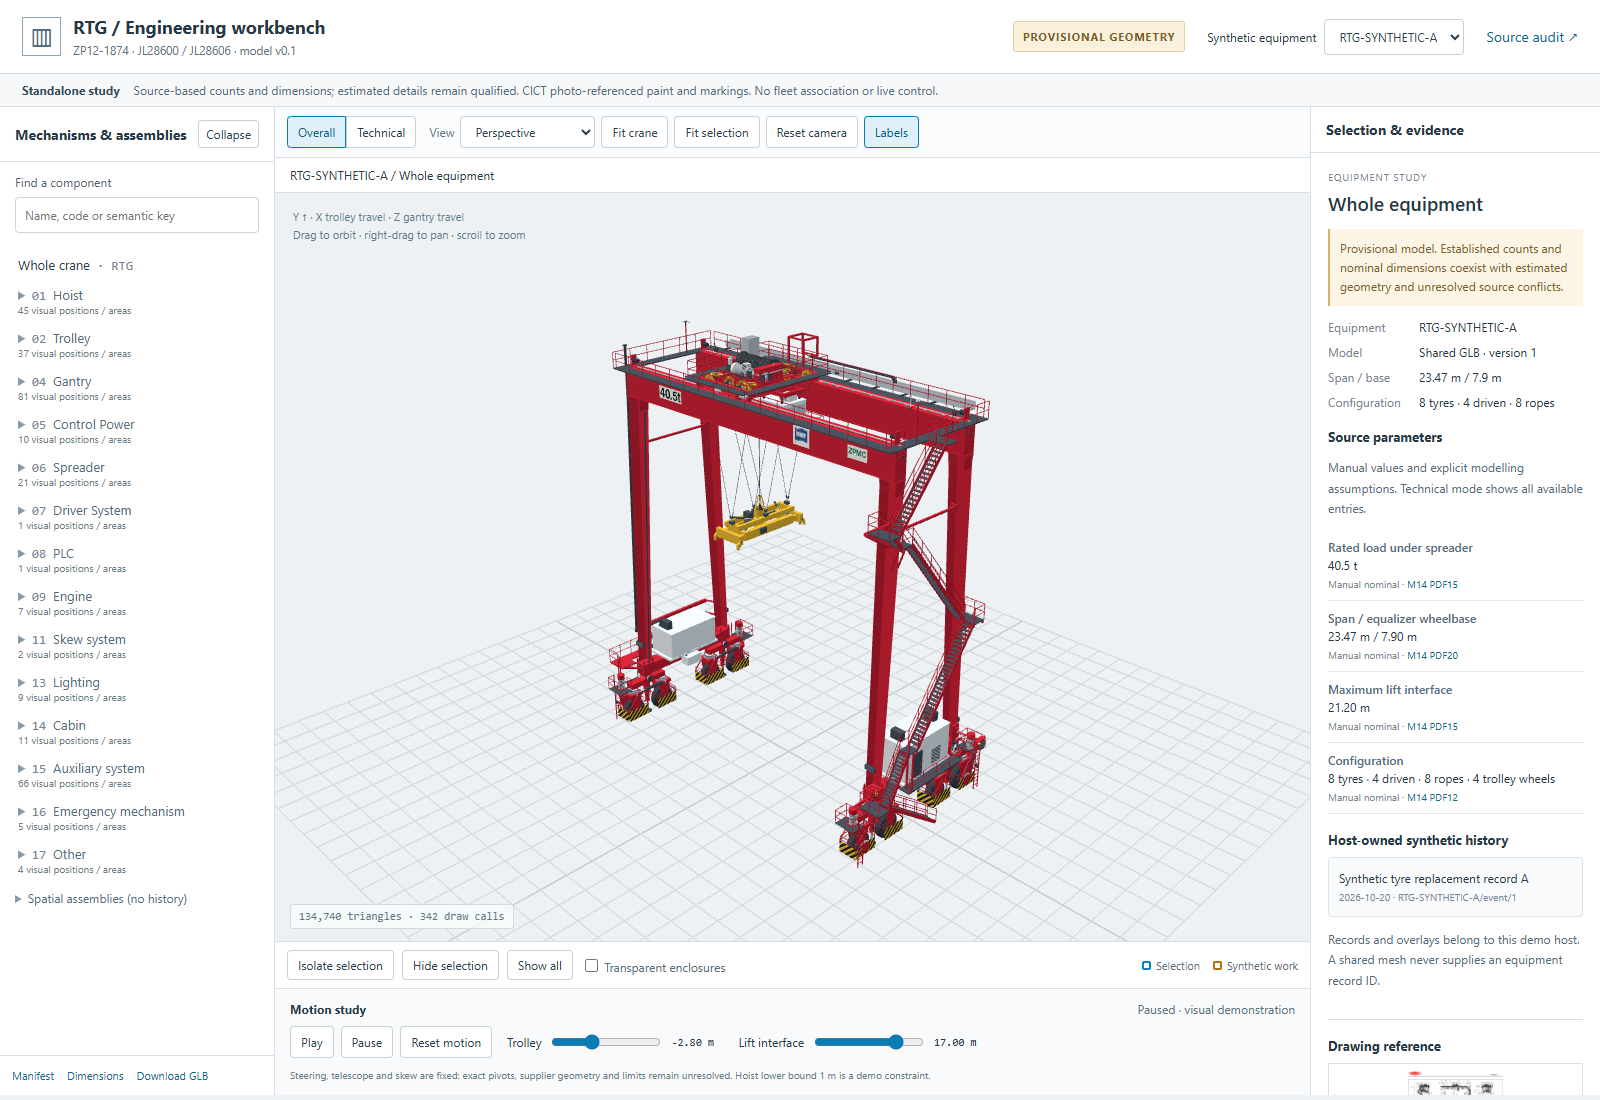 RTG / Engineering workbench
ZP12-1874 · JL28600 / JL28606 · model v0.1
PROVISIONAL GEOMETRY
Synthetic equipment
RTG-SYNTHETIC-A
Source audit ↗
Standalone study
Source-based counts and dimensions; estimated details remain qualified. CICT photo-referenced paint and markings. No fleet association or live control.
Mechanisms & assemblies
Collapse
Find a component
Name, code or semantic key
Whole crane · RTG
01 Hoist
45 visual positions / areas
02 Trolley
37 visual positions / areas
04 Gantry
81 visual positions / areas
05 Control Power
10 visual positions / areas
06 Spreader
21 visual positions / areas
07 Driver System
1 visual positions / areas
08 PLC
1 visual positions / areas
09 Engine
7 visual positions / areas
11 Skew system
2 visual positions / areas
13 Lighting
9 visual positions / areas
14 Cabin
11 visual positions / areas
15 Auxiliary system
66 visual positions / areas
16 Emergency mechanism
5 visual positions / areas
17 Other
4 visual positions / areas
Spatial assemblies (no history)
Manifest
Dimensions
Download GLB
Overall
Technical
View
Perspective
Fit crane
Fit selection
Reset camera
Labels
RTG-SYNTHETIC-A / Whole equipment
Y ↑ · X trolley travel · Z gantry travel
Drag to orbit · right-drag to pan · scroll to zoom
40.5t
ZPMC
134,740 triangles · 342 draw calls
Isolate selection
Hide selection
Show all
Transparent enclosures
Selection
Synthetic work
Motion study
Paused · visual demonstration
Play
Pause
Reset motion
Trolley
-2.80 m
Lift interface
17.00 m
Steering, telescope and skew are fixed: exact pivots, supplier geometry and limits remain unresolved. Hoist lower bound 1 m is a demo constraint.
Selection & evidence
EQUIPMENT STUDY
Whole equipment
Provisional model. Established counts and
nominal dimensions coexist with estimated
geometry and unresolved source conflicts.
Equipment RTG-SYNTHETIC-A
Model Shared GLB · version 1
Span / base 23.47 m / 7.9 m
Configuration 8 tyres · 4 driven · 8 ropes
Source parameters
Manual values and explicit modelling
assumptions. Technical mode shows all available
entries.
Rated load under spreader
40.5 t
Manual nominal · M14 PDF15
Span / equalizer wheelbase
23.47 m / 7.90 m
Manual nominal · M14 PDF20
Maximum lift interface
21.20 m
Manual nominal · M14 PDF15
Configuration
8 tyres · 4 driven · 8 ropes · 4 trolley wheels
Manual nominal · M14 PDF12
Host-owned synthetic history
Synthetic tyre replacement record A
2026-10-20 · RTG-SYNTHETIC-A/event/1
Records and overlays belong to this demo host.
A shared mesh never supplies an equipment
record ID.
Drawing reference